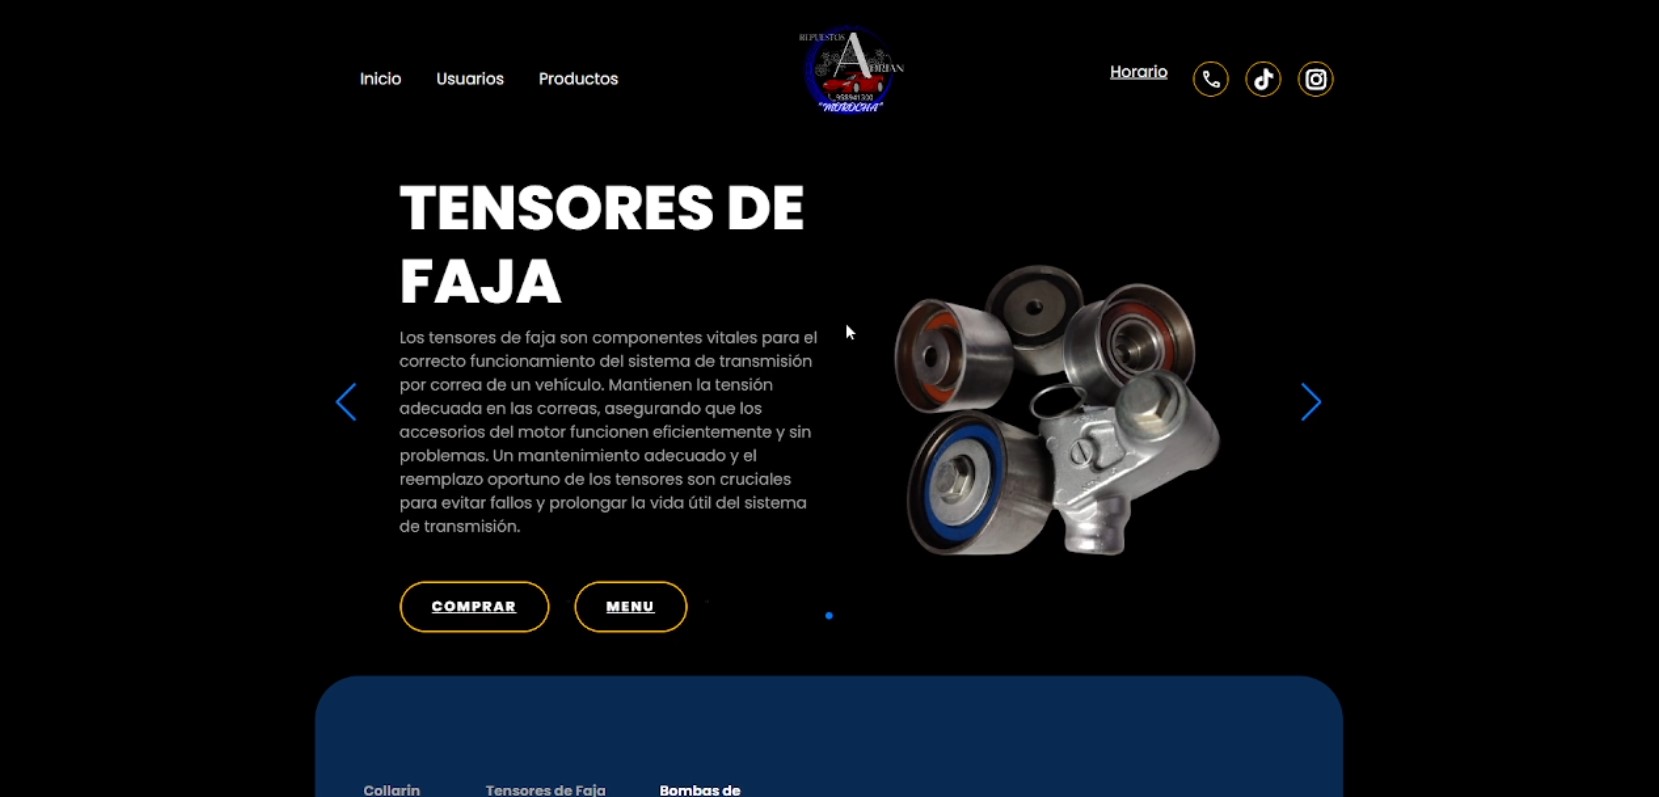 Inicio
Usuarios
Productos
REPUESTOS
ADRIAN
958941300
"MOROCHA"
Horario
TENSORES DE
FAJA
Los tensores de faja son componentes vitales para el
correcto funcionamiento del sistema de transmisión
por correa de un vehículo. Mantienen la tensión
adecuada en las correas, asegurando que los
accesorios del motor funcionen eficientemente y sin
problemas. Un mantenimiento adecuado y el
reemplazo oportuno de los tensores son cruciales
para evitar fallos y prolongar la vida útil del sistema
de transmisión.
COMPRAR
MENU
Collarin
Tensores de Faja
Bombas de